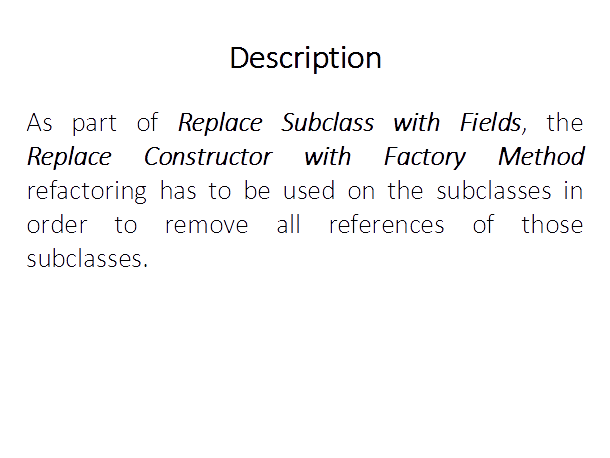 Description
As part of Replace Subclass with Fields, the
Replace Constructor with Factory Method
refactoring has to be used on the subclasses in
order to remove all references of those
subclasses.